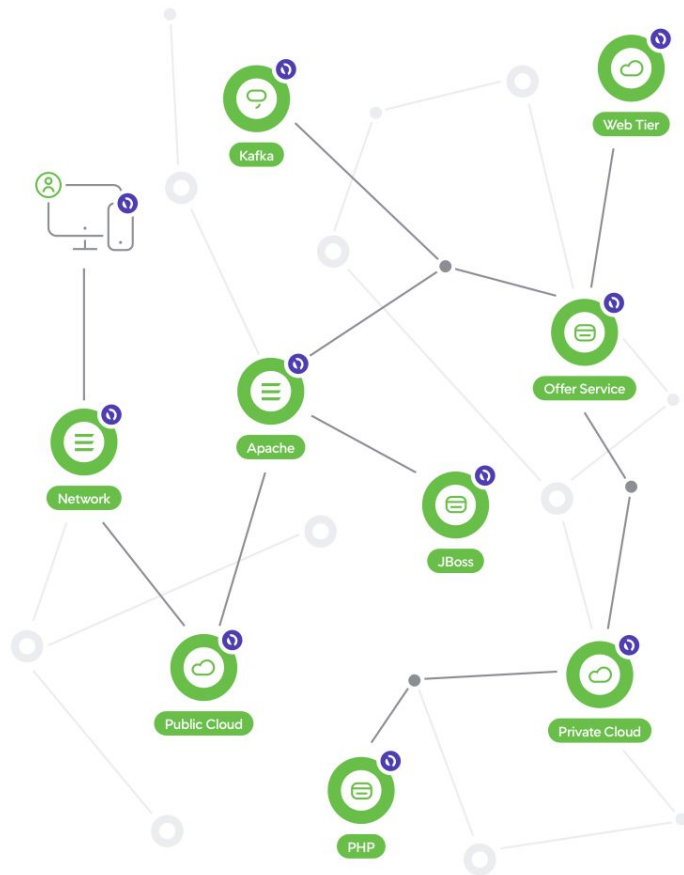 Kafka
Web Tier
Offer Service
Apache
Network
JBoss
Public Cloud
Private Cloud
PHP